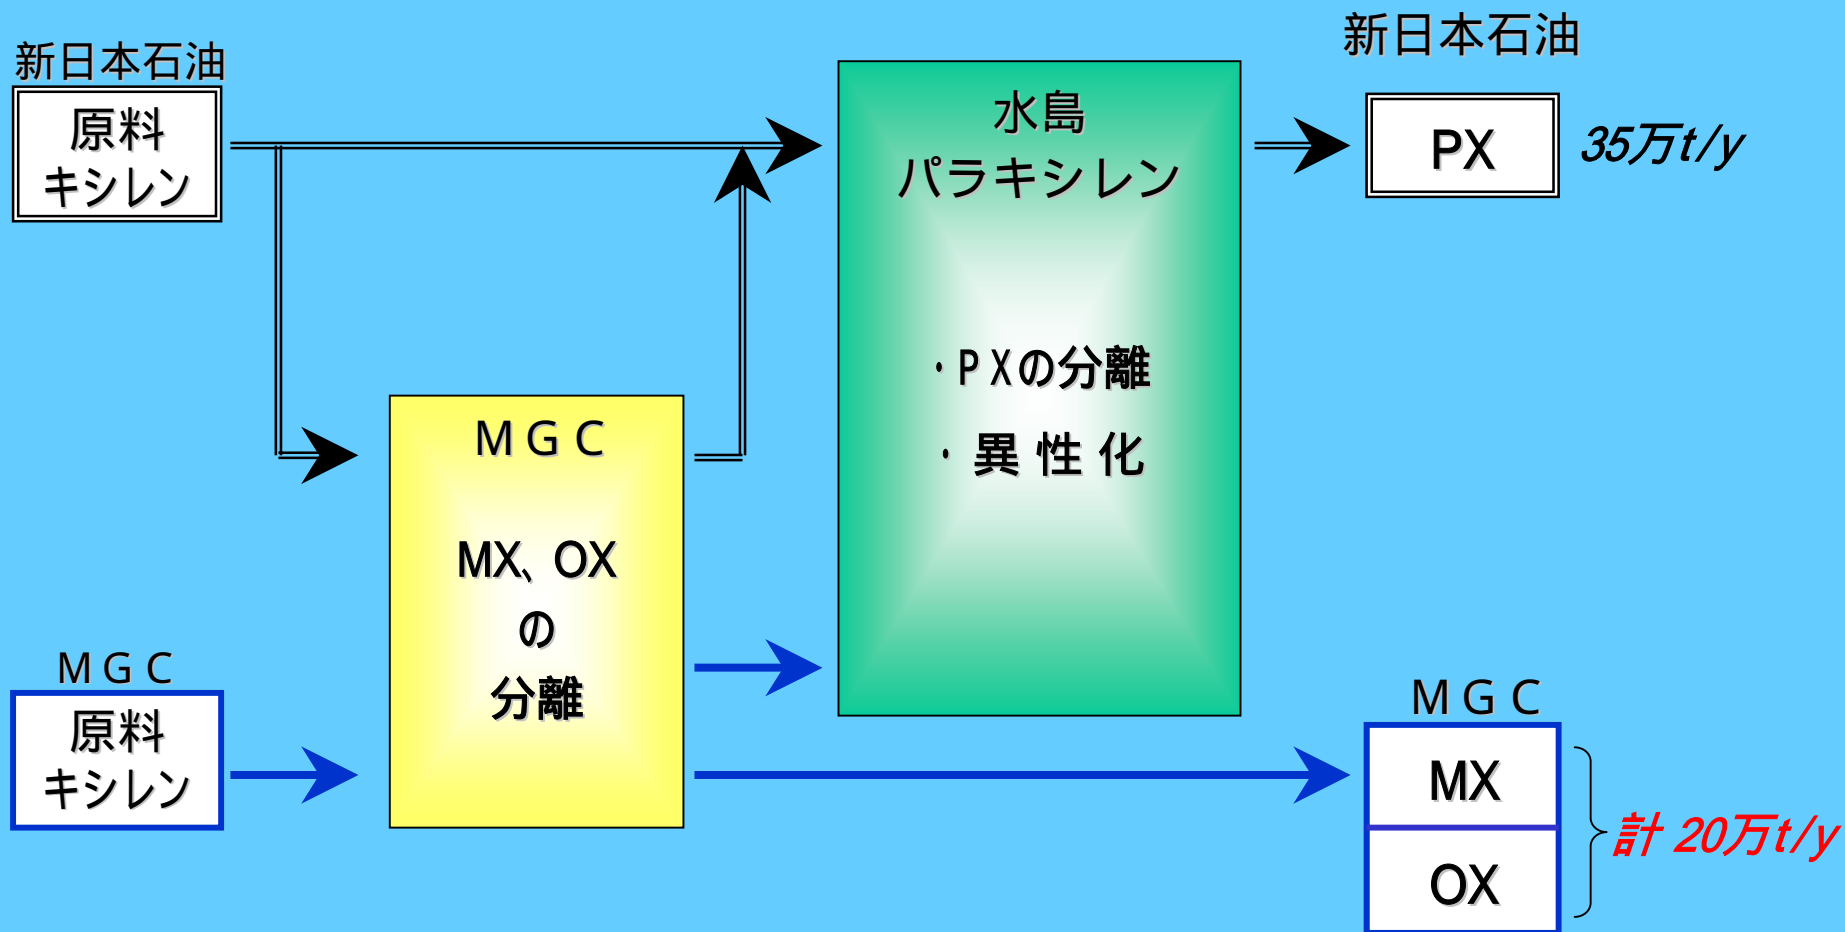 新日本石油
原料
キシレン
水島
パラキシレン
・ＰＸの分離
・異性化
新日本石油
PX
35万t/y
ＭＧＣ
MX、OX
の
分離
ＭＧＣ
原料
キシレン
ＭＧＣ
MX
OX
計 20万t/y